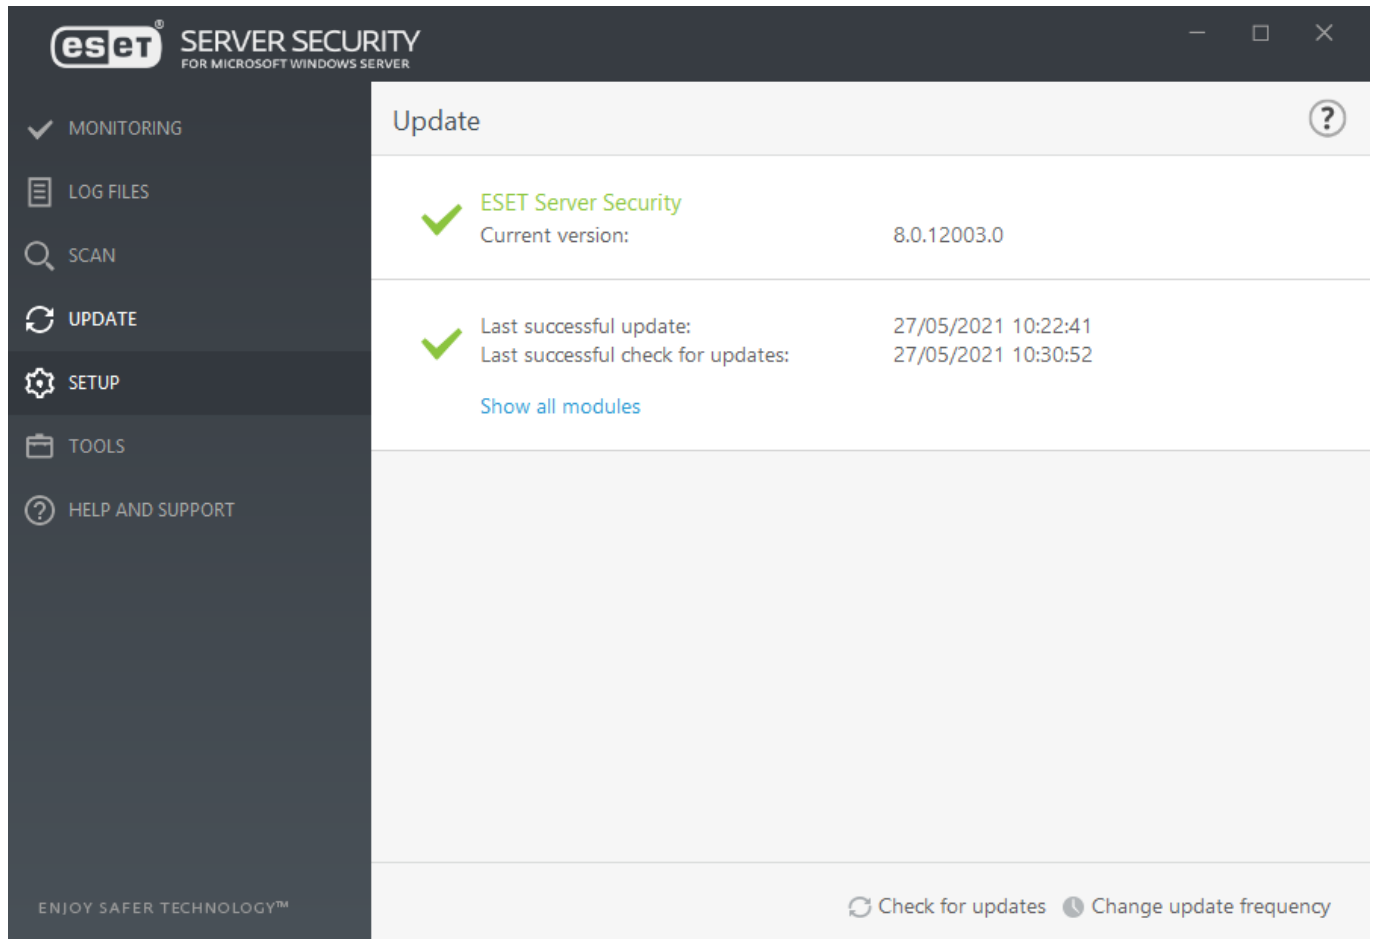 eset® SERVER SECURITY
FOR MICROSOFT WINDOWS SERVER
MONITORING
LOG FILES
SCAN
UPDATE
SETUP
TOOLS
HELP AND SUPPORT
ENJOY SAFER TECHNOLOGY™
Update
?
ESET Server Security
Current version: 8.0.12003.0
Last successful update: 27/05/2021 10:22:41
Last successful check for updates: 27/05/2021 10:30:52
Show all modules
Check for updates Change update frequency